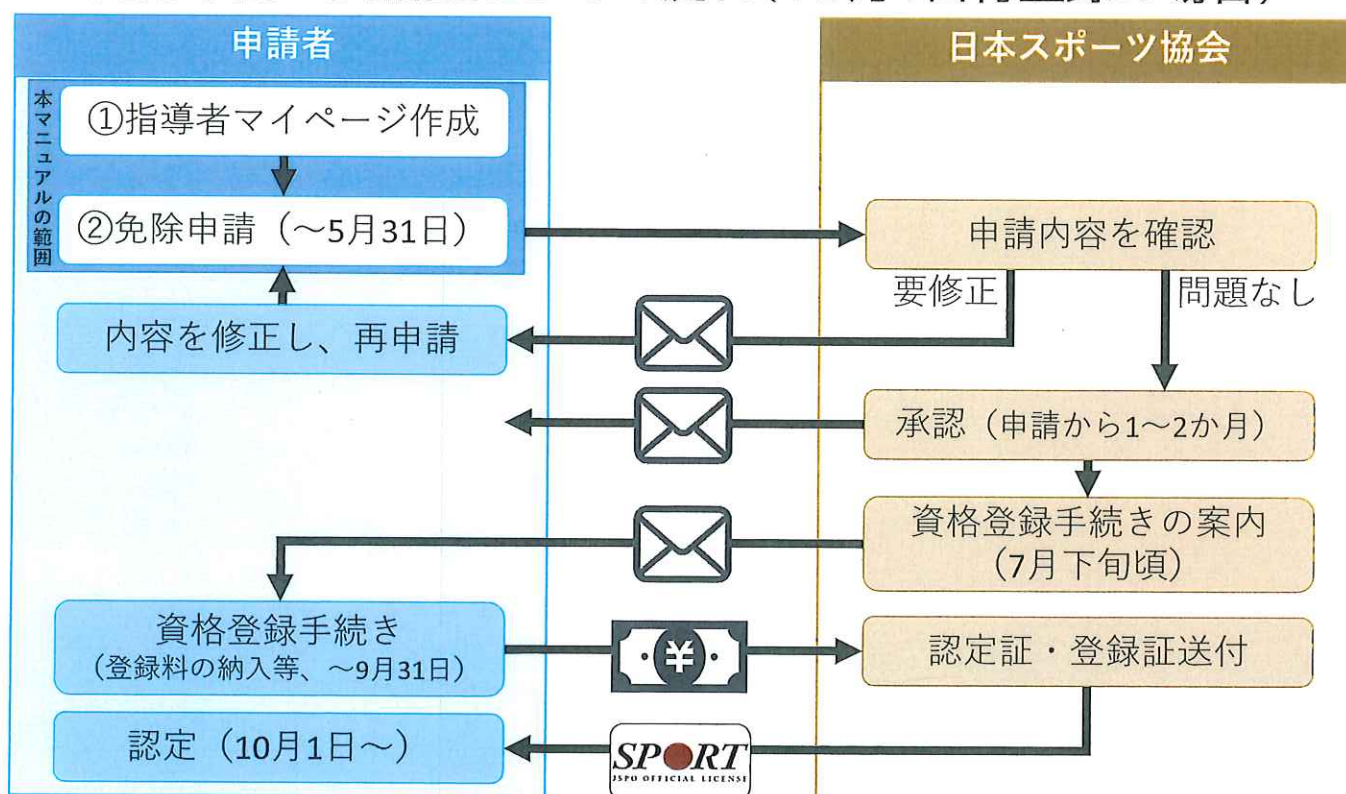 申請者
日本スポーツ協会
本マニュアルの範囲
①指導者マイページ作成
②免除申請（～5月31日）
申請内容を確認
要修正
問題なし
内容を修正し、再申請
承認（申請から1～2か月）
資格登録手続きの案内
（7月下旬頃）
資格登録手続き
（登録料の納入等、～9月31日）
¥
認定証・登録証送付
認定（10月1日～）
SPORT
JSPO OFFICIAL LICENSE